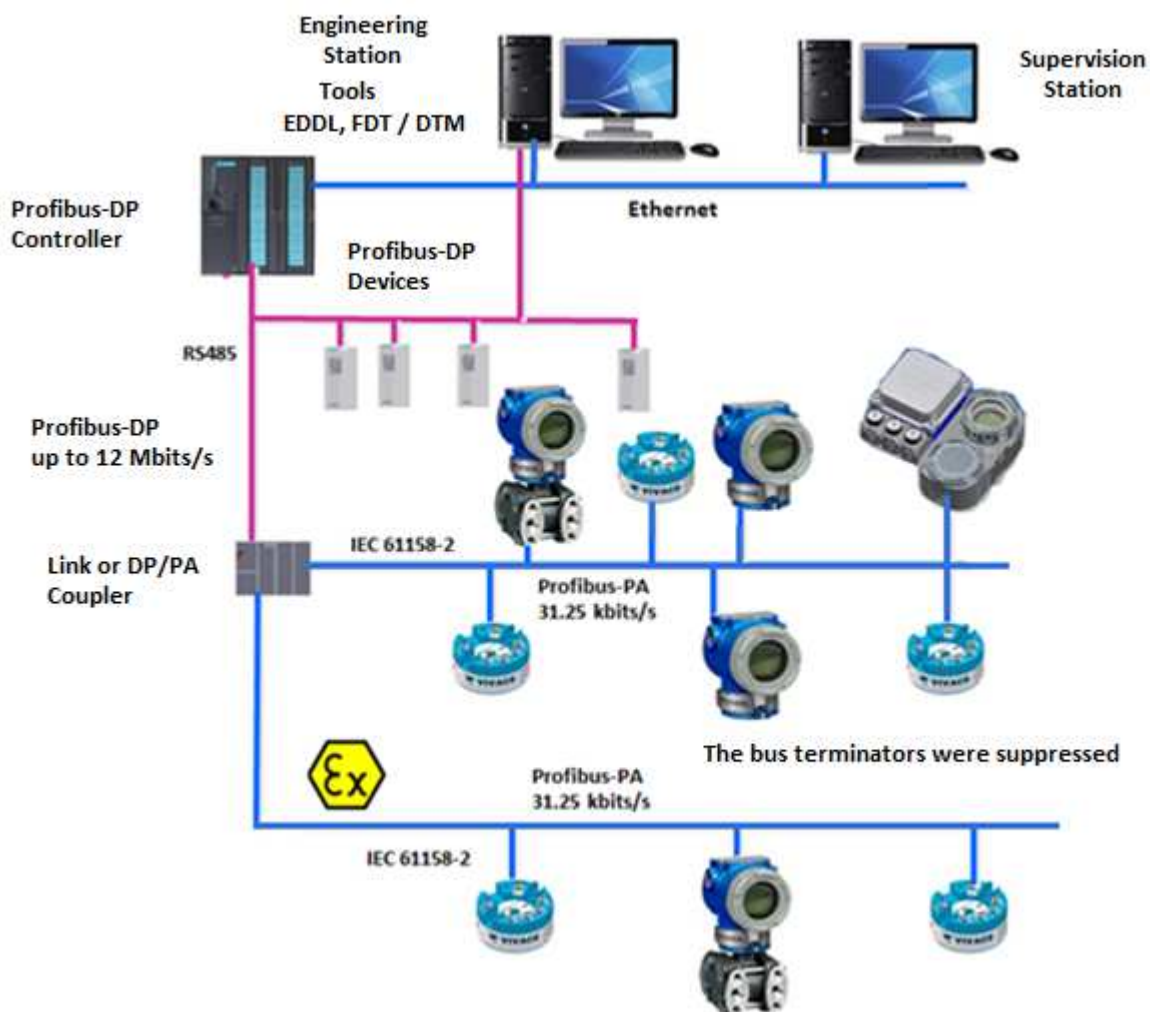 Engineering
Station
Tools
EDDL, FDT / DTM
Supervision
Station
Profibus-DP
Controller
Ethernet
Profibus-DP
Devices
RS485
Profibus-DP
up to 12 Mbits/s
IEC 61158-2
Link or DP/PA
Coupler
Profibus-PA
31.25 kbits/s
The bus terminators were suppressed
Ex
Profibus-PA
31.25 kbits/s
IEC 61158-2